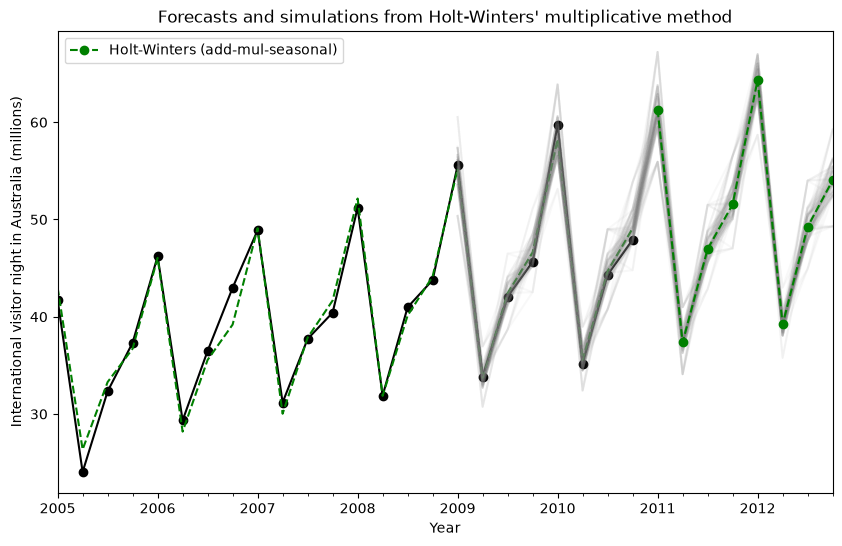 Forecasts and simulations from Holt-Winters' multiplicative method
Holt-Winters (add-mul-seasonal)
International visitor night in Australia (millions)
60
50
40
30
2005 2006 2007 2008 2009 2010 2011 2012
Year